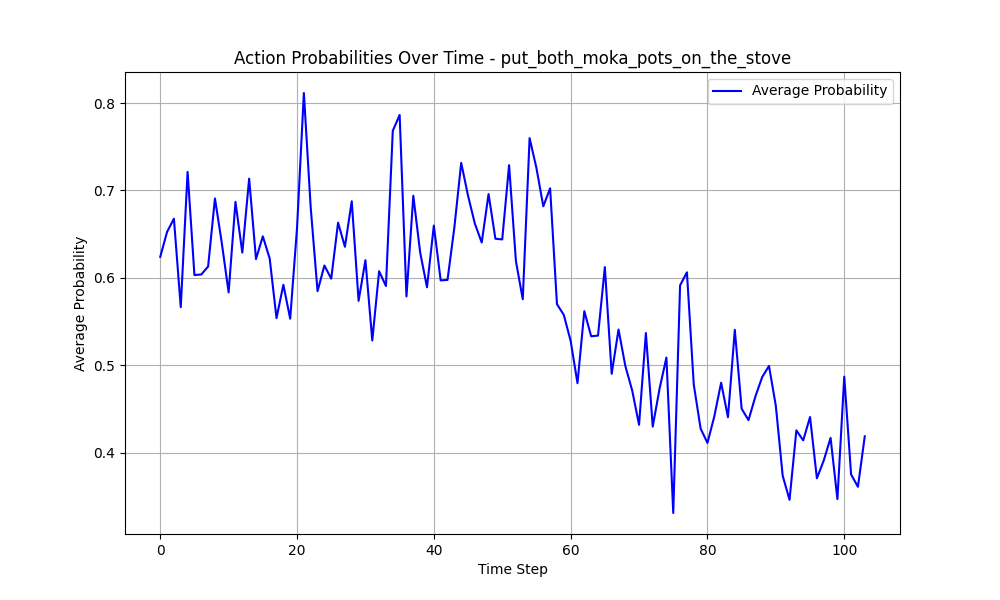 Action Probabilities Over Time - put_both_moka_pots_on_the_stove
Average Probability
0.8
0.7
0.6
0.5
0.4
Average Probability
0 20 40 60 80 100
Time Step